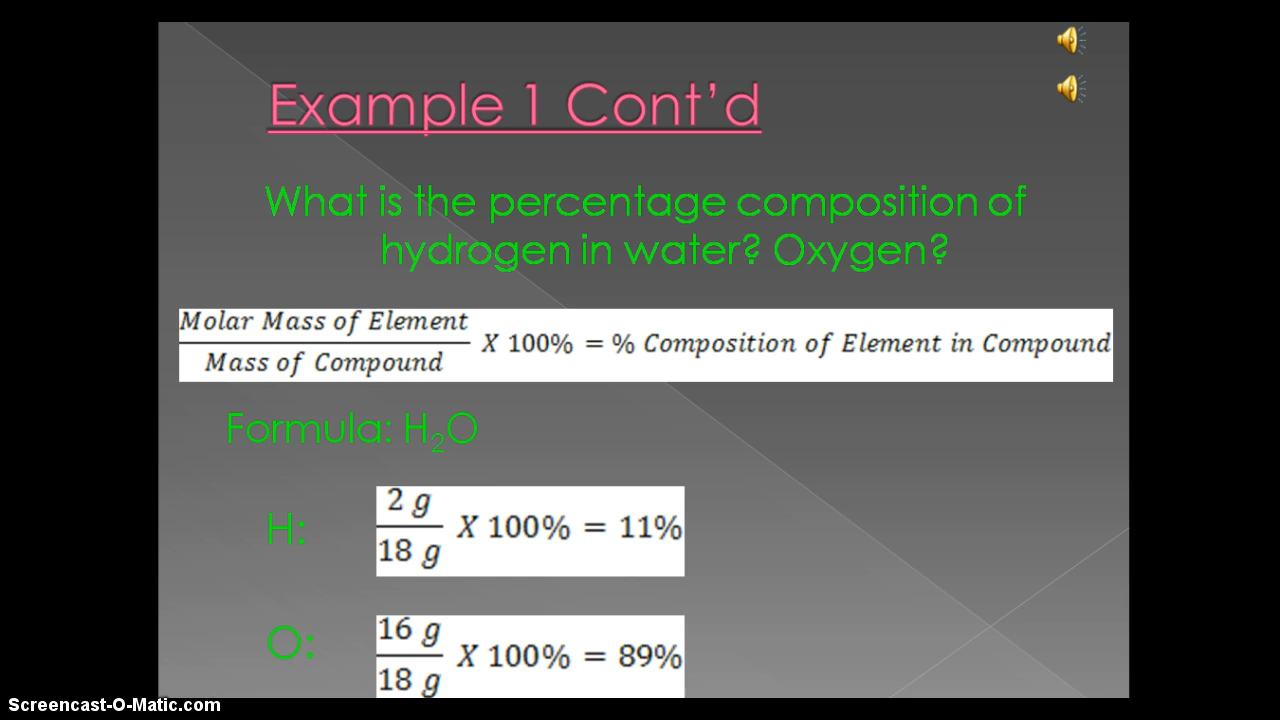 Example 1 Cont'd
What is the percentage composition of
hydrogen in water? Oxygen?
Molar Mass of Element
Mass of Compound
X 100% = % Composition of Element in Compound
Formula: H₂O
H:
2 g
18 g
X 100% = 11%
O:
16 g
18 g
X 100% = 89%
Screencast-O-Matic.com